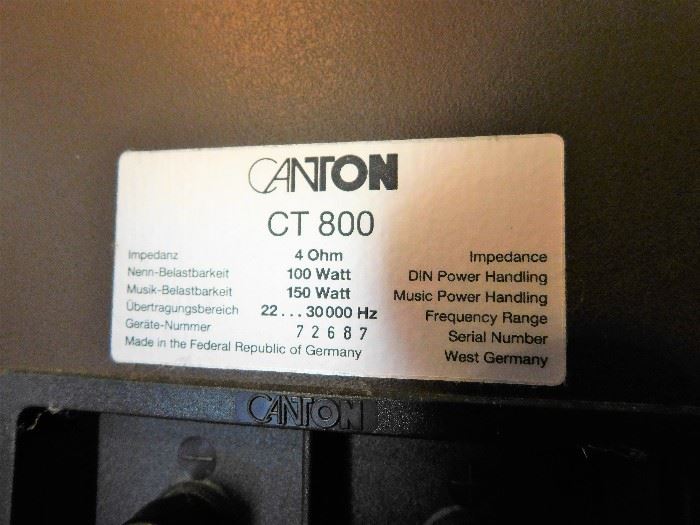 CANTON
CT 800
Impedanz 4 Ohm Impedance
Nenn-Belastbarkeit 100 Watt DIN Power Handling
Musik-Belastbarkeit 150 Watt Music Power Handling
Übertragungsbereich 22...30000 Hz Frequency Range
Geräte-Nummer 72687 Serial Number
Made in the Federal Republic of Germany West Germany
CANTON